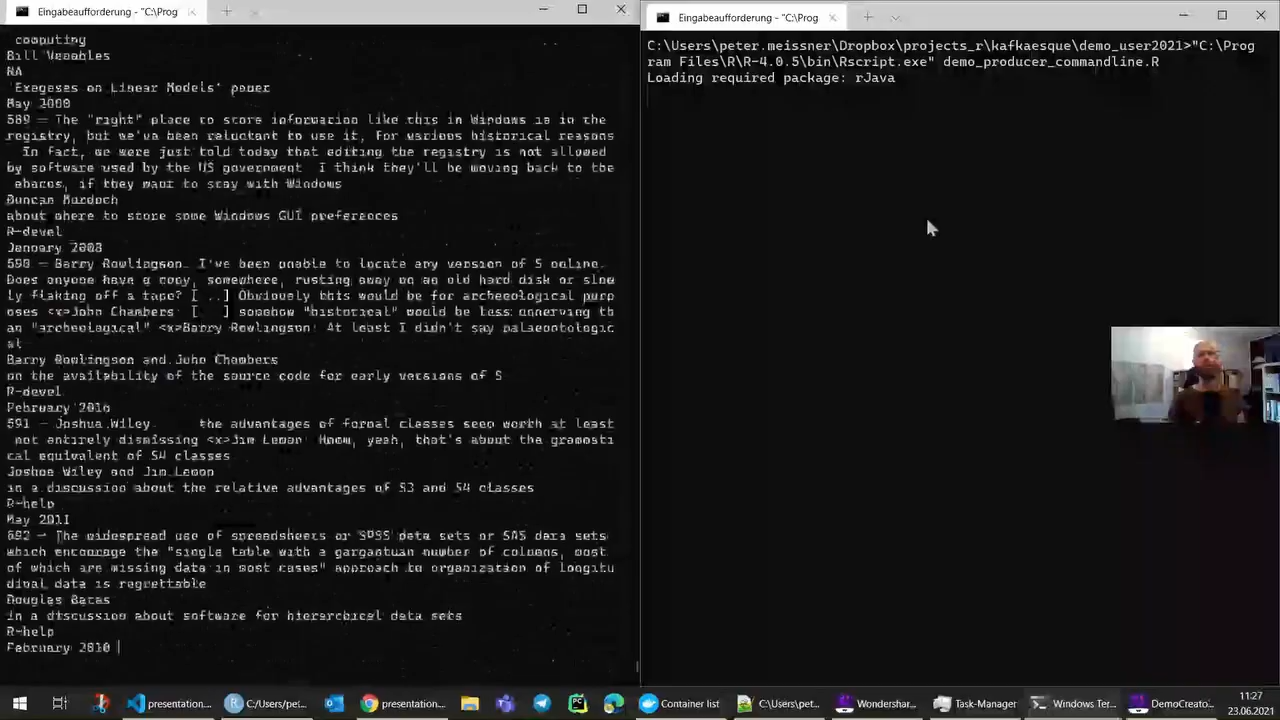 Eingabeaufforderung - "C:\Prog
computing
Bill Venables
NA
'Exegeses on Linear Models' paper
May 2000
589 - The "right" place to store information like this in Windows is in the
registry, but we've been reluctant to use it, for various historical reasons
In fact, we were just told today that editing the registry is not allowed
by software used by the US government I think they'll be moving back to the
abacus, if they want to stay with Windows
Duncan Murdoch
about where to store some Windows GUI preferences
R-devel
January 2008
590 - Barry Rowlingson I've been unable to locate any version of S online.
Does anyone have a copy, somewhere, rusting away on an old hard disk or slow
ly flaking off a tape? [ ..] Obviously this would be for archeological purp
oses <x>John Chambers [ ] somehow "historical" would be less unnerving th
an "archeological" <x>Barry Rowlingson At least I didn't say palaeontologic
al
Barry Rowlingson and John Chambers
on the availability of the source code for early versions of S
R-devel
February 2016
591 - Joshua Wiley the advantages of formal classes seem worth at least
not entirely dismissing <x>Jim Lemon Hmmm, yeah, that's about the grammati
cal equivalent of S4 classes
Joshua Wiley and Jim Lemon
in a discussion about the relative advantages of S3 and S4 classes
R-help
May 2011
592 - The widespread use of spreadsheets or SPSS data sets or SAS data sets
which encourage the "single table with a gargantuan number of columns, most
of which are missing data in most cases" approach to organization of longitu
dinal data is regrettable
Douglas Bates
in a discussion about software for hierarchical data sets
R-help
February 2010
Eingabeaufforderung - "C:\Prog
C:\Users\peter.meissner\Dropbox\projects_r\kafkaesque\demo_user2021>"C:\Prog
ram Files\R\R-4.0.5\bin\Rscript.exe" demo_producer_commandline.R
Loading required package: rJava
presentation...
C:/Users/pet...
presentation...
Container list
C:\Users\pet...
Wondershar...
Task-Manager
Windows Ter...
DemoCreato...
11:27
23.06.2021